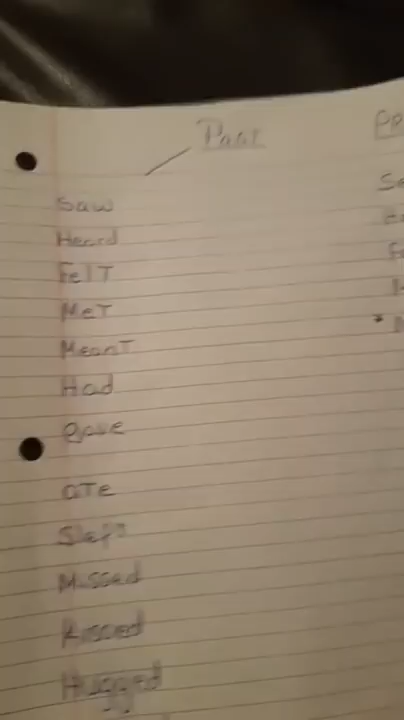 Past
Saw
Heard
FelT
MeT
MeanT
Had
Gave
aTe
Slept
Missed
Kissed
Hugged